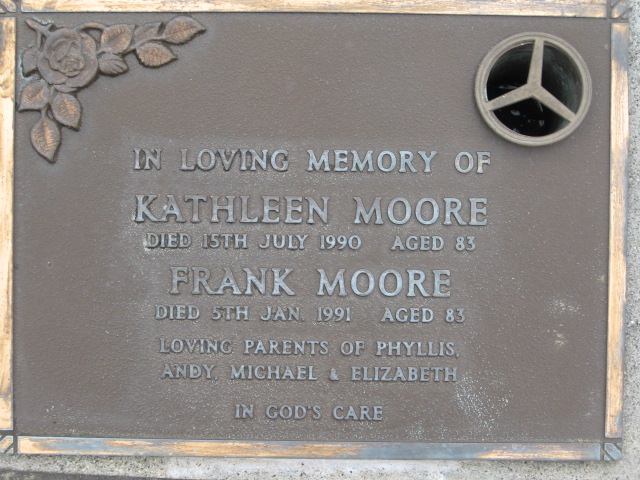 IN LOVING MEMORY OF
KATHLEEN MOORE
DIED 15TH JULY 1990 AGED 83
FRANK MOORE
DIED 5TH JAN. 1991 AGED 83
LOVING PARENTS OF PHYLLIS,
ANDY, MICHAEL & ELIZABETH
IN GOD'S CARE